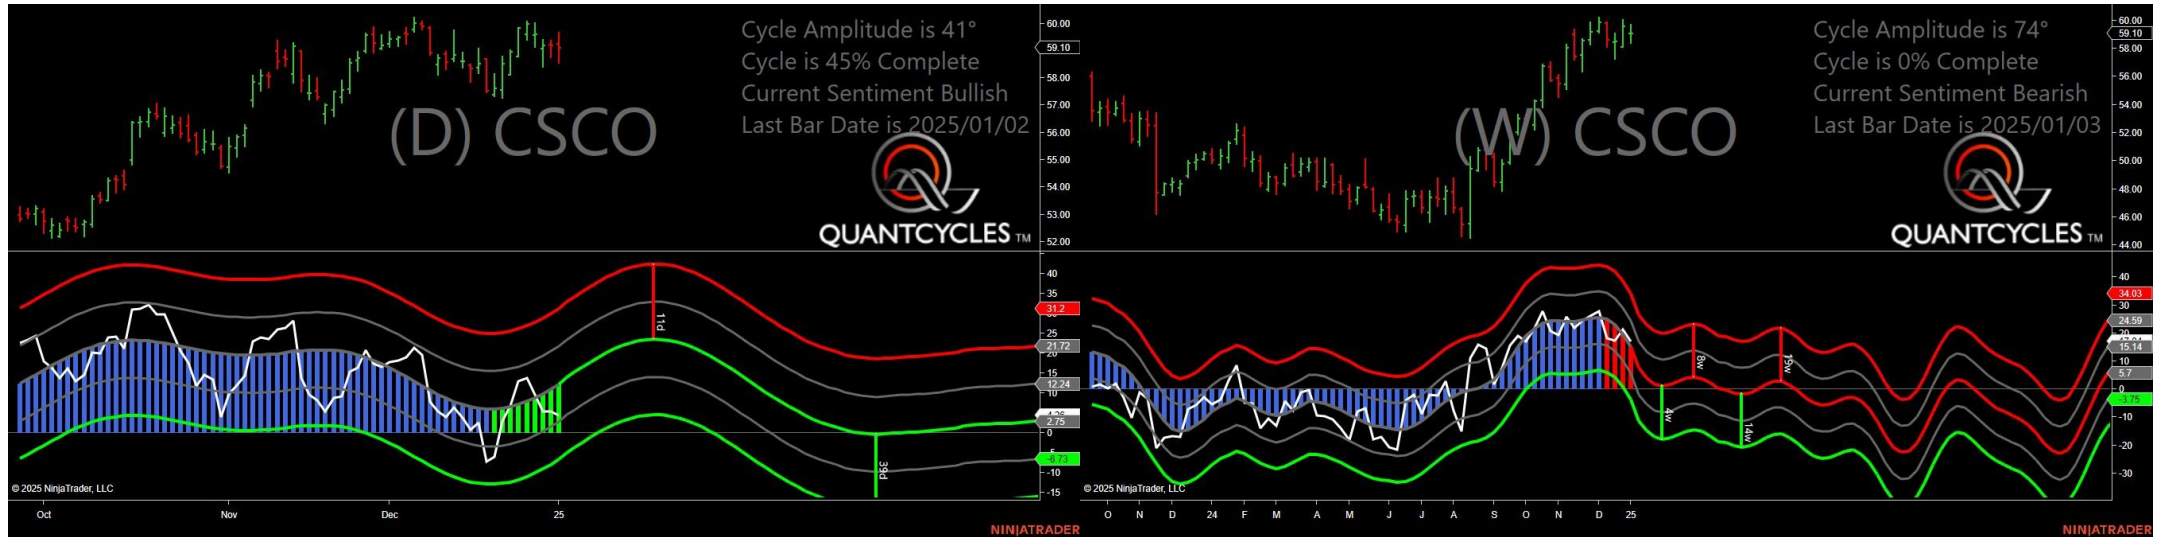 Cycle Amplitude is 41°
Cycle is 45% Complete
Current Sentiment Bullish
Last Bar Date is 2025/01/02
(D) CSCO
QUANTCYCLES TM
60.00
59.10
58.00
57.00
56.00
55.00
54.00
53.00
52.00
40
35
31.2
30
25
21.72
20
15
12.24
10
2.75
0
-6.73
-10
-15
11d
39d
© 2025 NinjaTrader, LLC
Oct
Nov
Dec
25
NINJATRADER
Cycle Amplitude is 74°
Cycle is 0% Complete
Current Sentiment Bearish
Last Bar Date is 2025/01/03
(W) CSCO
QUANTCYCLES TM
60.00
59.10
58.00
56.00
54.00
52.00
50.00
48.00
46.00
44.00
40
34.03
30
24.59
15.14
5.7
0
-3.75
-10
-20
-30
8w
19w
4w
14w
© 2025 NinjaTrader, LLC
O
N
D
24
F
M
A
M
J
J
A
S
O
N
D
25
NINJATRADER